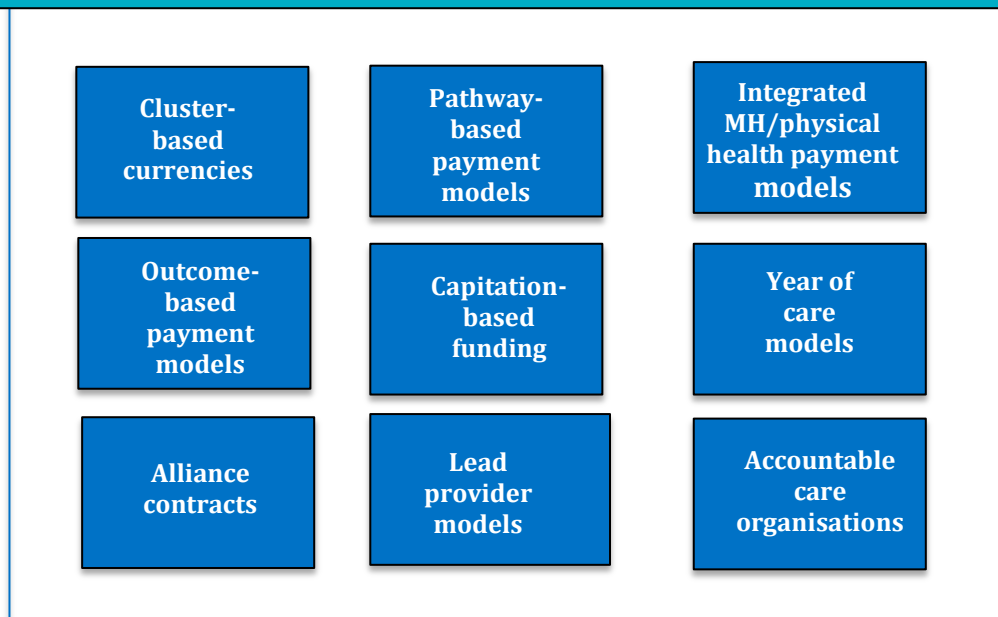 Cluster-
based
currencies
Pathway-
based
payment
models
Integrated
MH/physical
health payment
models
Outcome-
based
payment
models
Capitation-
based
funding
Year of
care
models
Alliance
contracts
Lead
provider
models
Accountable
care
organisations